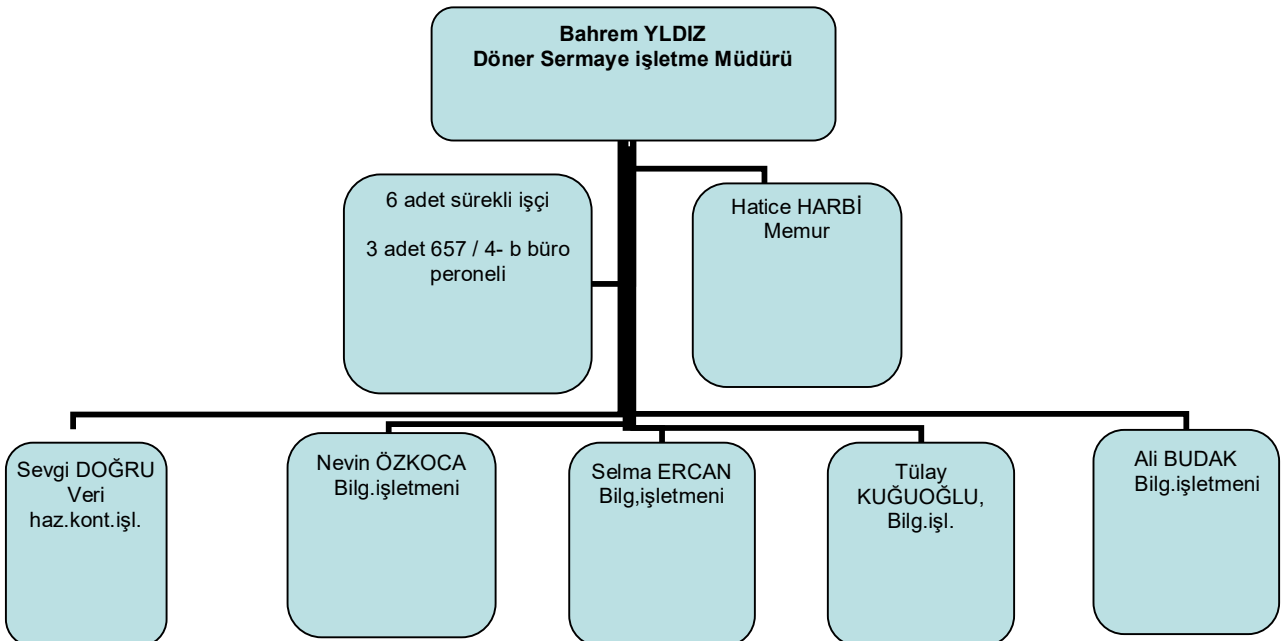 Bahrem YLDIZ
Döner Sermaye işletme Müdürü
6 adet sürekli işçi
3 adet 657 / 4- b büro
peroneli
Hatice HARBİ
Memur
Sevgi DOĞRU
Veri
haz.kont.işl.
Nevin ÖZKOCA
Bilg.işletmeni
Selma ERCAN
Bilg,işletmeni
Tülay
KUĞUOĞLU,
Bilg.işl.
Ali BUDAK
Bilg.işletmeni